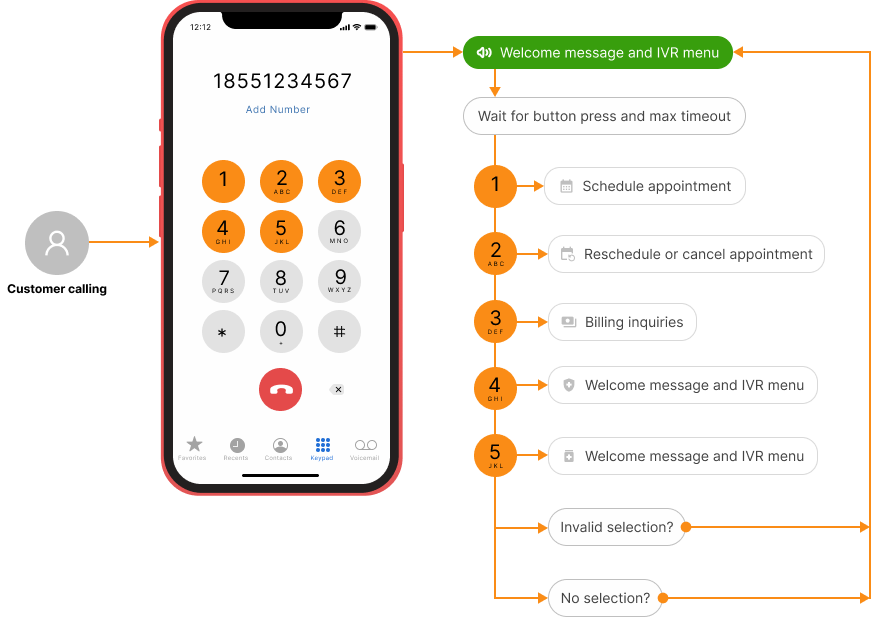 12:12
18551234567
Add Number
1
2
ABC
3
DEF
4
GHI
5
JKL
6
MNO
7
PQRS
8
TUV
9
WXYZ
*
0
+
#
Favorites
Recents
Contacts
Keypad
Voicemail
Customer calling
Welcome message and IVR menu
Wait for button press and max timeout
1
Schedule appointment
2
ABC
Reschedule or cancel appointment
3
DEF
Billing inquiries
4
GHI
Welcome message and IVR menu
5
JKL
Welcome message and IVR menu
Invalid selection?
No selection?